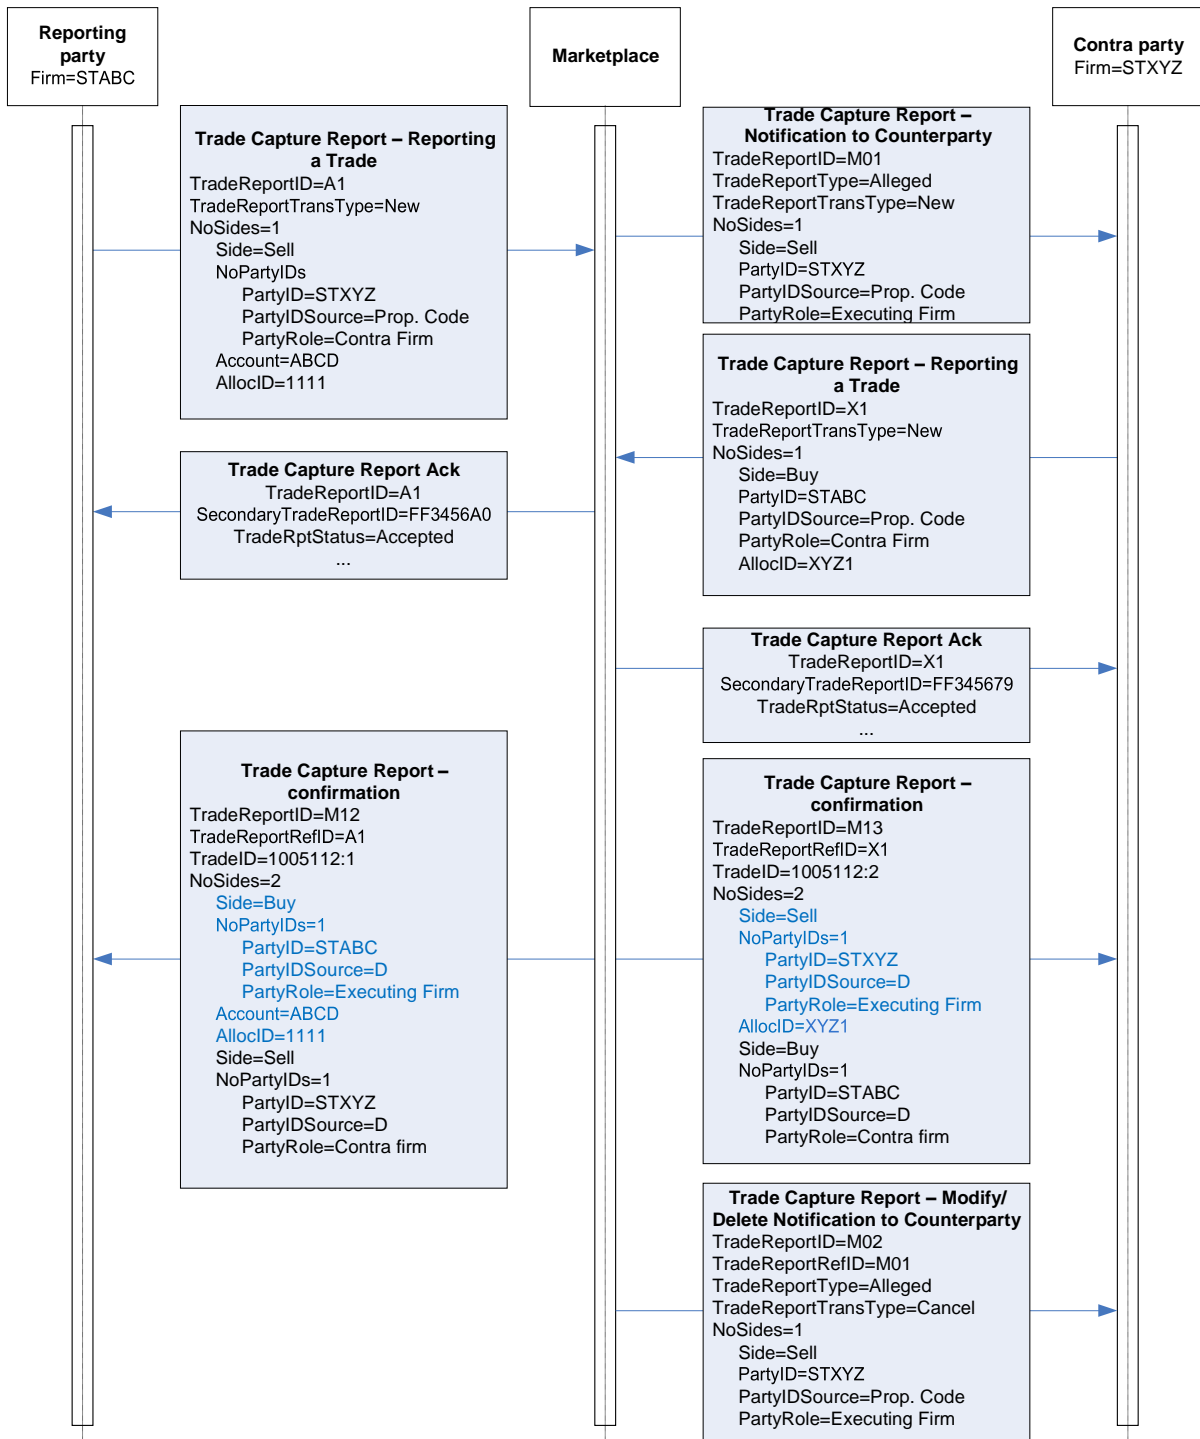 Reporting
party
Firm=STABC
Marketplace
Contra party
Firm=STXYZ
Trade Capture Report – Reporting
a Trade
TradeReportID=A1
TradeReportTransType=New
NoSides=1
Side=Sell
NoPartyIDs
PartyID=STXYZ
PartyIDSource=Prop. Code
PartyRole=Contra Firm
Account=ABCD
AllocID=1111
Trade Capture Report –
Notification to Counterparty
TradeReportID=M01
TradeReportType=Alleged
TradeReportTransType=New
NoSides=1
Side=Sell
PartyID=STXYZ
PartyIDSource=Prop. Code
PartyRole=Executing Firm
Trade Capture Report – Reporting
a Trade
TradeReportID=X1
TradeReportTransType=New
NoSides=1
Side=Buy
PartyID=STABC
PartyIDSource=Prop. Code
PartyRole=Contra Firm
AllocID=XYZ1
Trade Capture Report Ack
TradeReportID=A1
SecondaryTradeReportID=FF3456A0
TradeRptStatus=Accepted
...
Trade Capture Report Ack
TradeReportID=X1
SecondaryTradeReportID=FF345679
TradeRptStatus=Accepted
...
Trade Capture Report –
confirmation
TradeReportID=M12
TradeReportRefID=A1
TradeID=1005112:1
NoSides=2
Side=Buy
NoPartyIDs=1
PartyID=STABC
PartyIDSource=D
PartyRole=Executing Firm
Account=ABCD
AllocID=1111
Side=Sell
NoPartyIDs=1
PartyID=STXYZ
PartyIDSource=D
PartyRole=Contra firm
Trade Capture Report –
confirmation
TradeReportID=M13
TradeReportRefID=X1
TradeID=1005112:2
NoSides=2
Side=Sell
NoPartyIDs=1
PartyID=STXYZ
PartyIDSource=D
PartyRole=Executing Firm
AllocID=XYZ1
Side=Buy
NoPartyIDs=1
PartyID=STABC
PartyIDSource=D
PartyRole=Contra firm
Trade Capture Report – Modify/
Delete Notification to Counterparty
TradeReportID=M02
TradeReportRefID=M01
TradeReportType=Alleged
TradeReportTransType=Cancel
NoSides=1
Side=Sell
PartyID=STXYZ
PartyIDSource=Prop. Code
PartyRole=Executing Firm